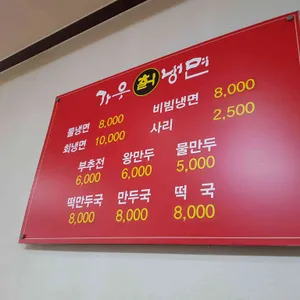 가우 칡 냉면
물냉면 8,000 비빔냉면 8,000
회냉면 10,000 사리 2,500
부추전 왕만두 물만두
6,000 6,000 5,000
떡만두국 만두국 떡 국
8,000 8,000 8,000